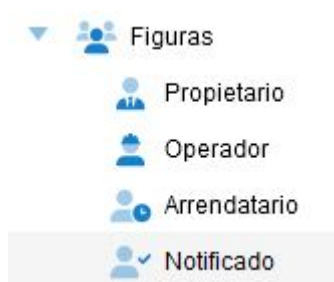 Figuras
Propietario
Operador
Arrendatario
Notificado